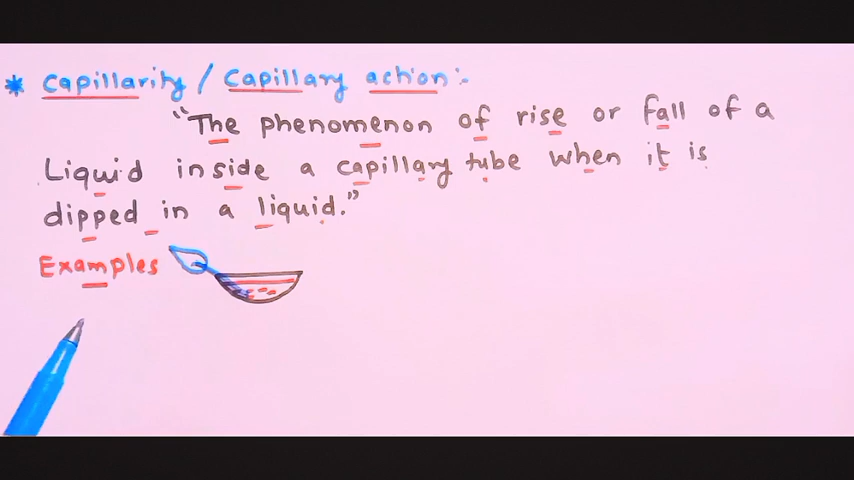 * Capillarity / Capillary action :-
"The phenomenon of rise or fall of a
Liquid inside a capillary tube when it is
dipped in a liquid."
Examples